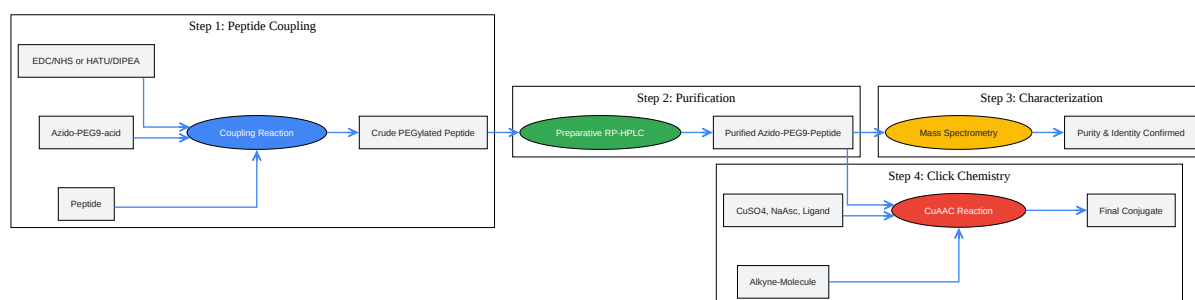 Step 1: Peptide Coupling
EDC/NHS or HATU/DIPEA
Azido-PEG9-acid
Coupling Reaction
Crude PEGylated Peptide
Peptide
Step 2: Purification
Preparative RP-HPLC
Purified Azido-PEG9-Peptide
Step 3: Characterization
Mass Spectrometry
Purity & Identity Confirmed
Step 4: Click Chemistry
CuSO4, NaAsc, Ligand
CuAAC Reaction
Final Conjugate
Alkyne-Molecule